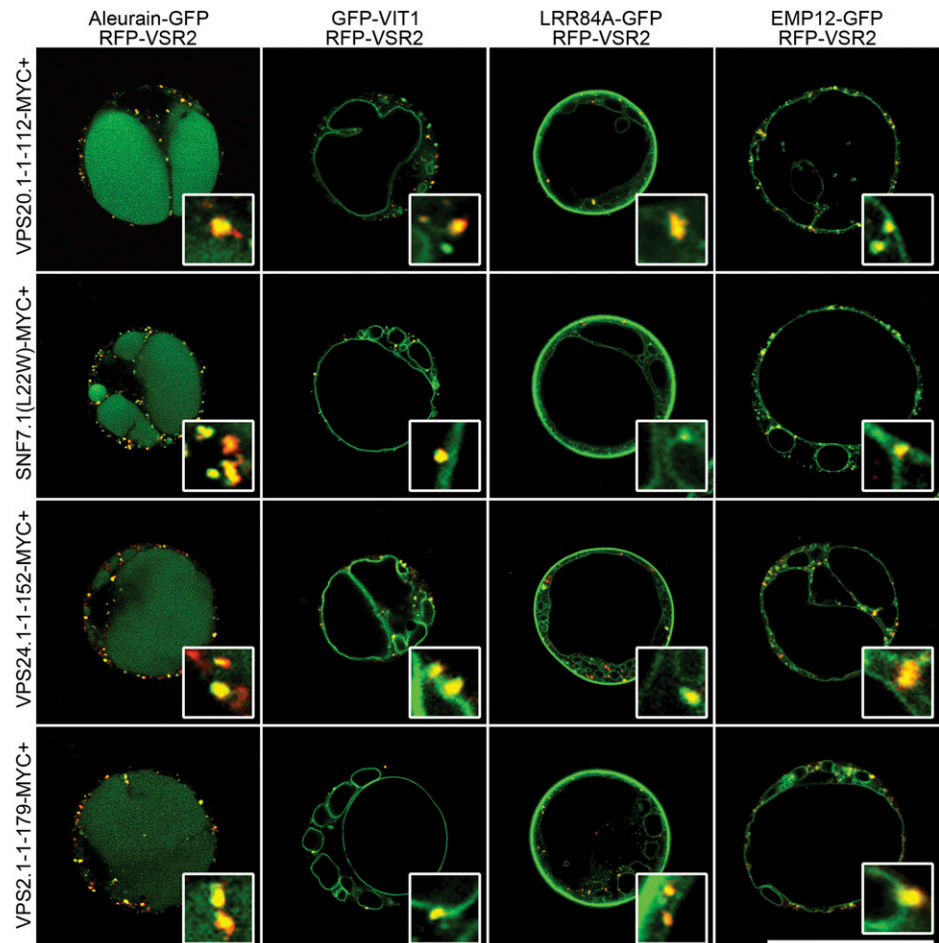 Aleurain-GFP
RFP-VSR2
GFP-VIT1
RFP-VSR2
LRR84A-GFP
RFP-VSR2
EMP12-GFP
RFP-VSR2
VPS20.1-1-112-MYC+
SNF7.1(L22W)-MYC+
VPS24.1-1-152-MYC+
VPS2.1-1-179-MYC+